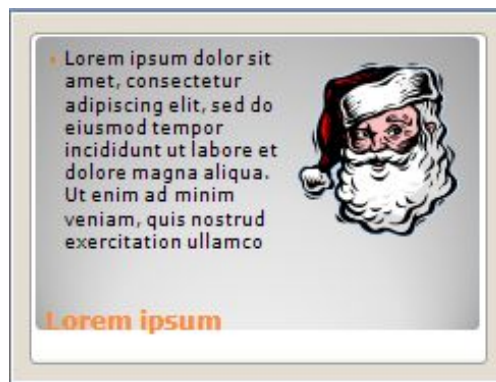 Lorem ipsum dolor sit
amet, consectetur
adipiscing elit, sed do
eiusmod tempor
incididunt ut labore et
dolore magna aliqua.
Ut enim ad minim
veniam, quis nostrud
exercitation ullamco
Lorem ipsum